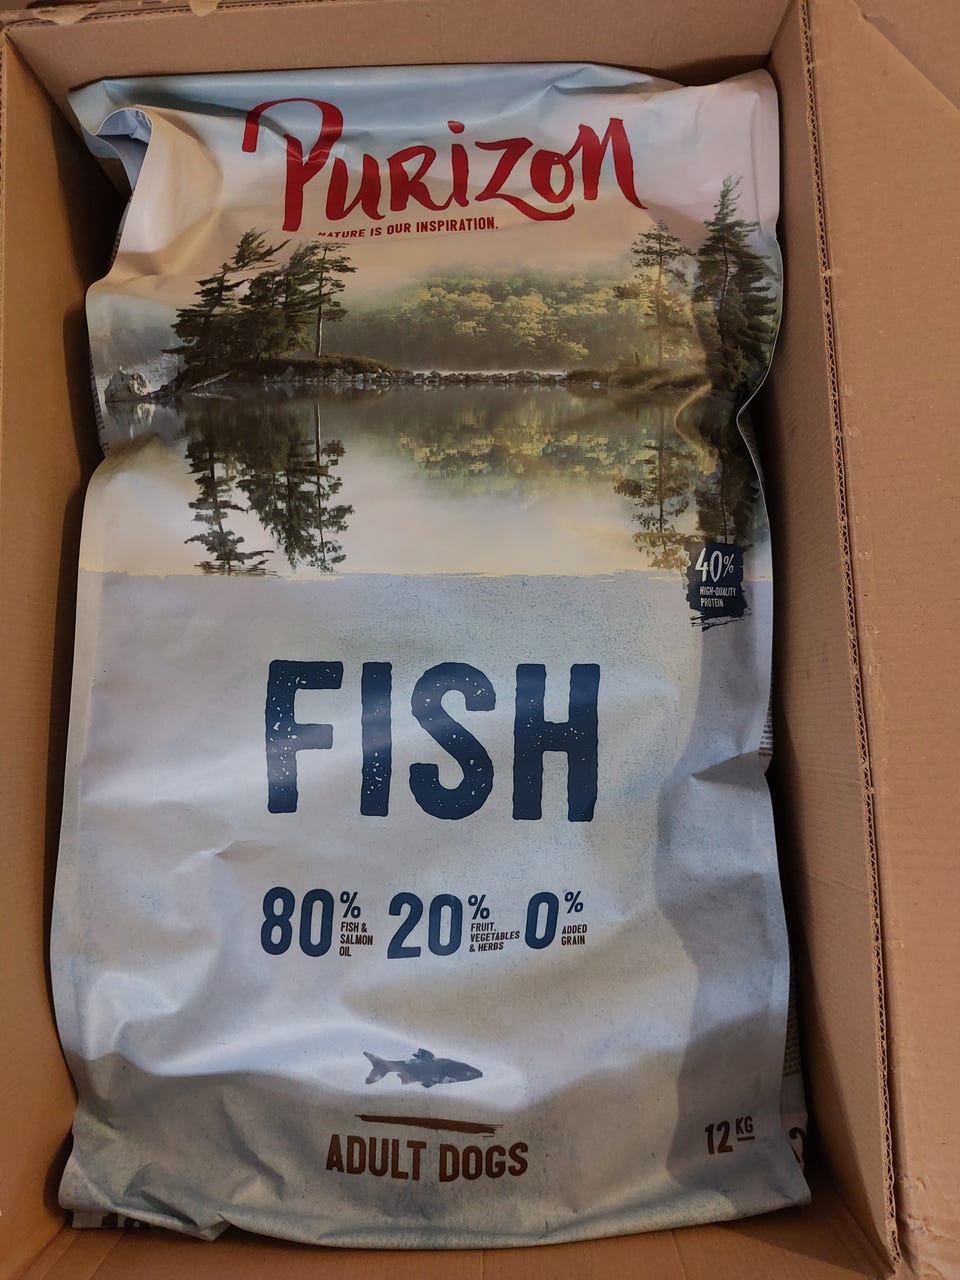 Purizon
NATURE IS OUR INSPIRATION.
40%
HIGH-QUALITY
PROTEIN
FISH
80% FISH & SALMON OIL
20% FRUIT, VEGETABLES & HERBS
0% ADDED GRAIN
ADULT DOGS
12 KG